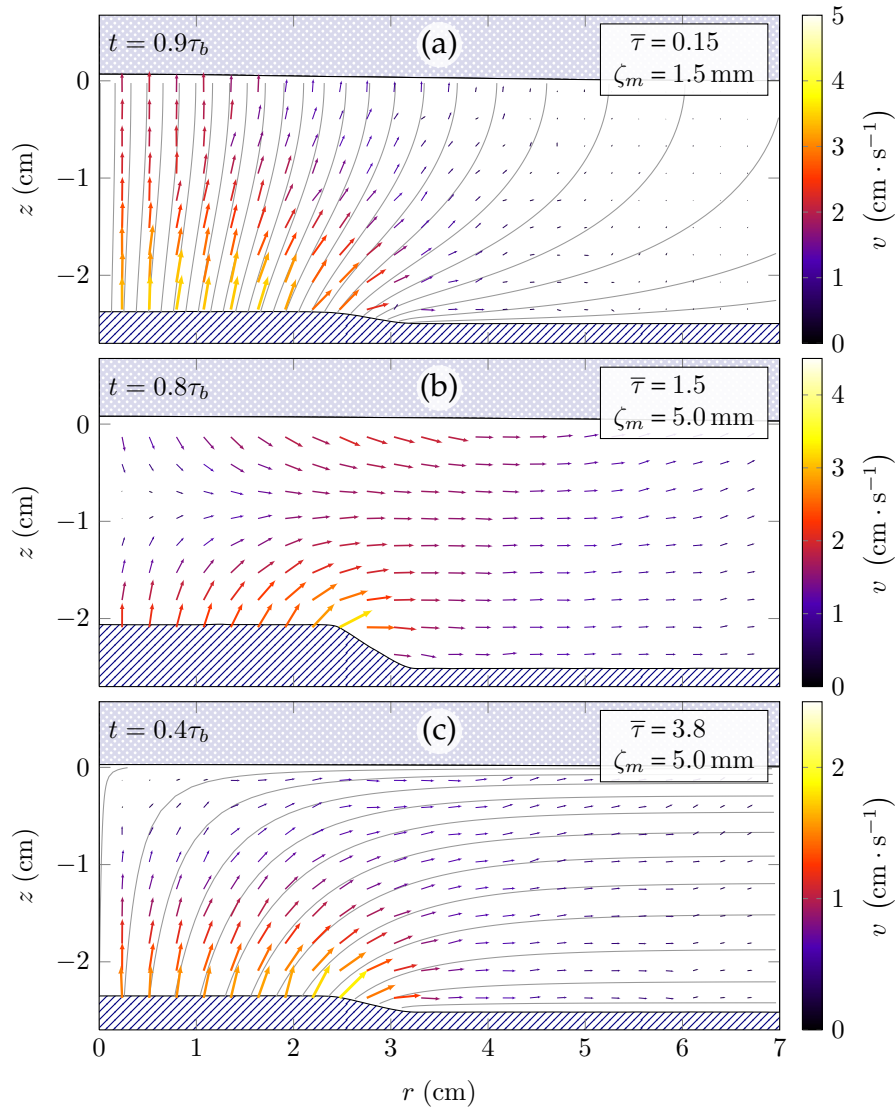 t = 0.9τ_b
(a)
τ̅ = 0.15
ζ_m = 1.5 mm
0
−1
−2
z (cm)
5
4
3
2
1
0
v (cm · s⁻¹)
t = 0.8τ_b
(b)
τ̅ = 1.5
ζ_m = 5.0 mm
0
−1
−2
z (cm)
4
3
2
1
0
v (cm · s⁻¹)
t = 0.4τ_b
(c)
τ̅ = 3.8
ζ_m = 5.0 mm
0
−1
−2
z (cm)
2
1
0
v (cm · s⁻¹)
0 1 2 3 4 5 6 7
r (cm)